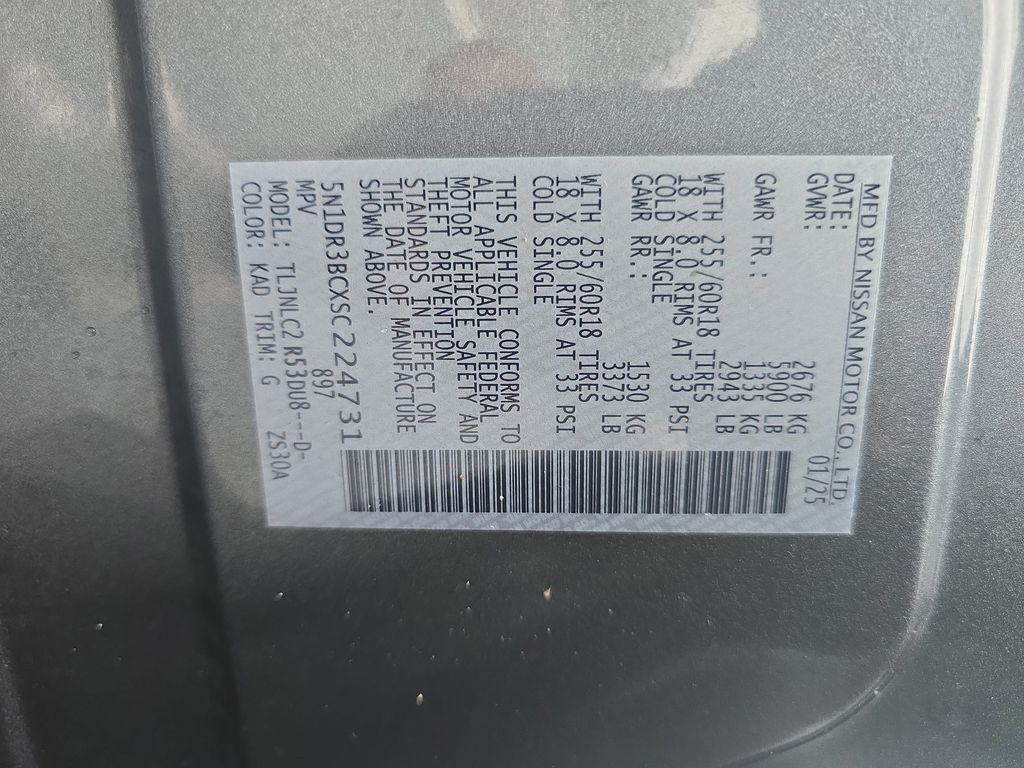 MFD BY NISSAN MOTOR CO., LTD.
DATE: 01/25
GVWR: 2676 KG
5900 LB
GAWR FR.: 1335 KG
2943 LB
WITH 255/60R18 TIRES
18 X 8.0 RIMS AT 33 PSI
COLD SINGLE
GAWR RR.: 1530 KG
3373 LB
WITH 255/60R18 TIRES
18 X 8.0 RIMS AT 33 PSI
COLD SINGLE
THIS VEHICLE CONFORMS TO
ALL APPLICABLE FEDERAL
MOTOR VEHICLE SAFETY AND
THEFT PREVENTION
STANDARDS IN EFFECT ON
THE DATE OF MANUFACTURE
SHOWN ABOVE.
5N1DR3BCXSC224731
MPV 897
MODEL: TLJNLC2 R53DU8---D-
COLOR: KAD TRIM: G ZS30A